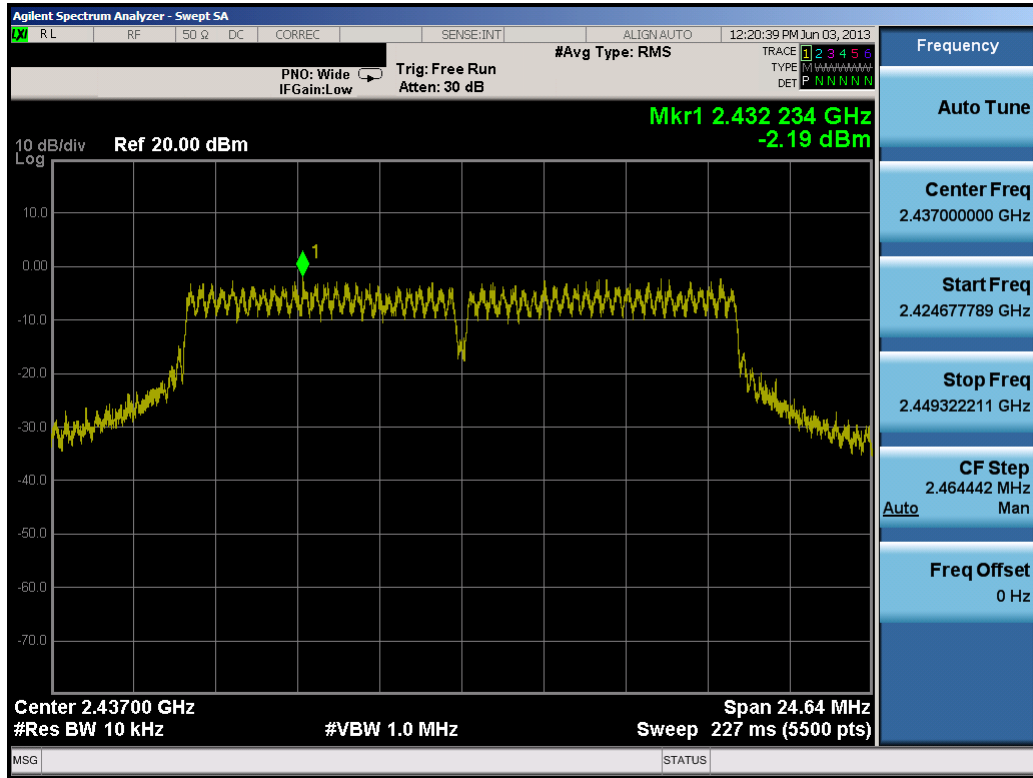 Agilent Spectrum Analyzer - Swept SA
LXI RL RF 50 Ω DC CORREC SENSE:INT ALIGN AUTO 12:20:39 PM Jun 03, 2013
#Avg Type: RMS
TRACE 1 2 3 4 5 6
TYPE M WWWWW
DET P N N N N N
PNO: Wide
IFGain:Low
Trig: Free Run
Atten: 30 dB
Mkr1 2.432 234 GHz
-2.19 dBm
10 dB/div
Log
Ref 20.00 dBm
1
10.0
0.00
-10.0
-20.0
-30.0
-40.0
-50.0
-60.0
-70.0
Center 2.43700 GHz
Span 24.64 MHz
#Res BW 10 kHz
#VBW 1.0 MHz
Sweep 227 ms (5500 pts)
MSG
STATUS
Frequency
Auto Tune
Center Freq
2.437000000 GHz
Start Freq
2.424677789 GHz
Stop Freq
2.449322211 GHz
CF Step
2.464442 MHz
Auto Man
Freq Offset
0 Hz